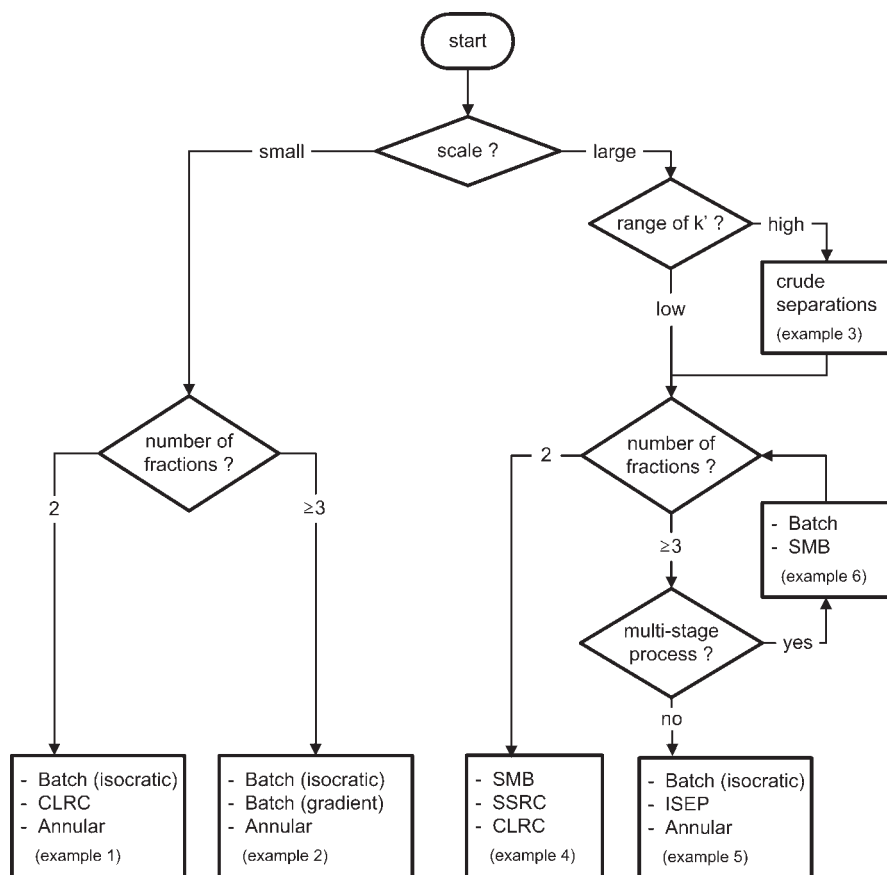 start
scale ?
small
large
range of k' ?
high
low
crude
separations
(example 3)
number of
fractions ?
2
≥3
number of
fractions ?
2
≥3
- Batch
- SMB
(example 6)
multi-stage
process ?
yes
no
- Batch (isocratic)
- CLRC
- Annular
(example 1)
- Batch (isocratic)
- Batch (gradient)
- Annular
(example 2)
- SMB
- SSRC
- CLRC
(example 4)
- Batch (isocratic)
- ISEP
- Annular
(example 5)